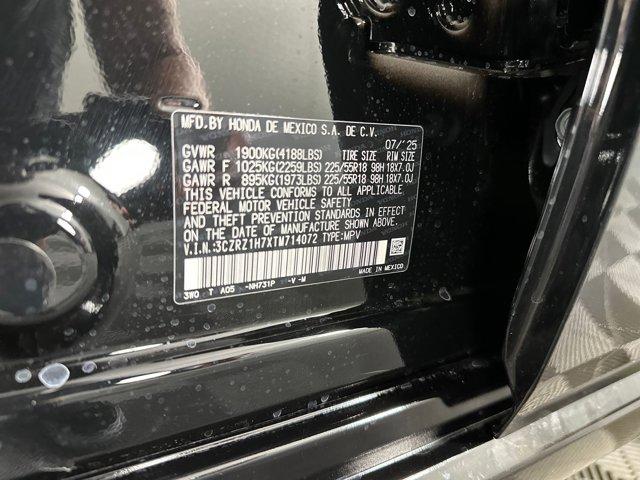 MFD.BY HONDA DE MEXICO S.A. DE C.V.
07/'25
GVWR 1900KG(4188LBS) TIRE SIZE RIM SIZE
GAWR F 1025KG(2259LBS) 225/55R18 98H 18X7.0J
GAWR R 895KG(1973LBS) 225/55R18 98H 18X7.0J
THIS VEHICLE CONFORMS TO ALL APPLICABLE
FEDERAL MOTOR VEHICLE SAFETY
AND THEFT PREVENTION STANDARDS IN EFFECT
ON THE DATE OF MANUFACTURE SHOWN ABOVE.
V.I.N:3CZRZ1H7XTM714072 TYPE:MPV
MADE IN MEXICO
3W0 T A05 -NH731P -V -M